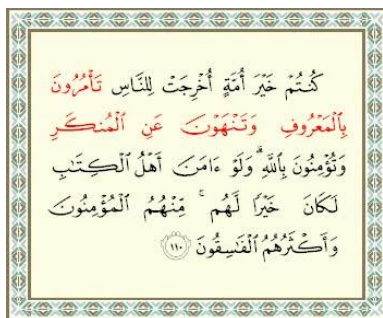 كُنتُمْ خَيْرَ أُمَّةٍ أُخْرِجَتْ لِلنَّاسِ تَأْمُرُونَ
بِٱلْمَعْرُوفِ وَتَنْهَوْنَ عَنِ ٱلْمُنكَرِ
وَتُؤْمِنُونَ بِٱللَّهِ ۗ وَلَوْ ءَامَنَ أَهْلُ ٱلْكِتَٰبِ
لَكَانَ خَيْرًا لَّهُم ۚ مِّنْهُمُ ٱلْمُؤْمِنُونَ
وَأَكْثَرُهُمُ ٱلْفَٰسِقُونَ ١١٠